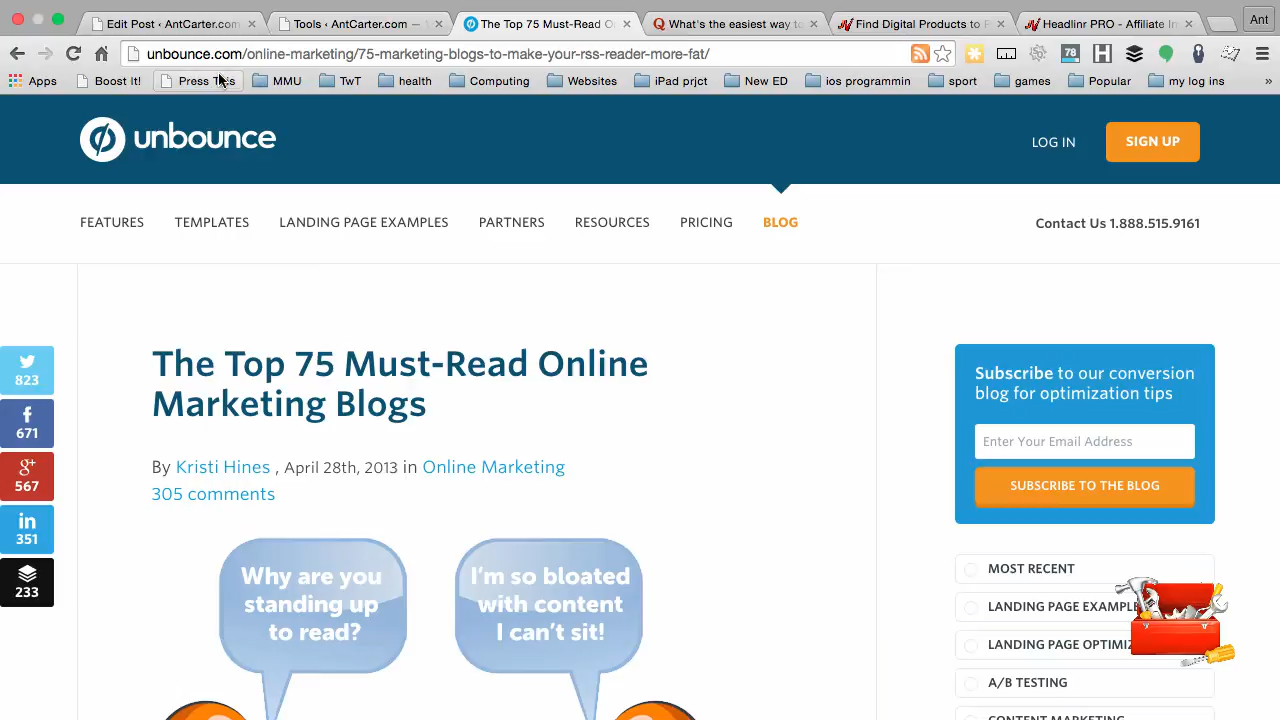 Edit Post ‹ AntCarter.com
Tools ‹ AntCarter.com —
The Top 75 Must-Read O
What's the easiest way to
Find Digital Products to P
Headlinr PRO - Affiliate
Ant
unbounce.com/online-marketing/75-marketing-blogs-to-make-your-rss-reader-more-fat/
78
Apps
Boost It!
Press This
MMU
TwT
health
Computing
Websites
iPad prjct
New ED
ios programmin
sport
games
Popular
my log ins
»
unbounce
LOG IN
SIGN UP
FEATURES
TEMPLATES
LANDING PAGE EXAMPLES
PARTNERS
RESOURCES
PRICING
BLOG
Contact Us 1.888.515.9161
The Top 75 Must-Read Online
Marketing Blogs
By Kristi Hines , April 28th, 2013 in Online Marketing
305 comments
823
671
567
351
233
Why are you
standing up
to read?
I'm so bloated
with content
I can't sit!
Subscribe to our conversion
blog for optimization tips
Enter Your Email Address
SUBSCRIBE TO THE BLOG
MOST RECENT
LANDING PAGE EXAMPLE
LANDING PAGE OPTIMIZ
A/B TESTING
CONTENT MARKETING